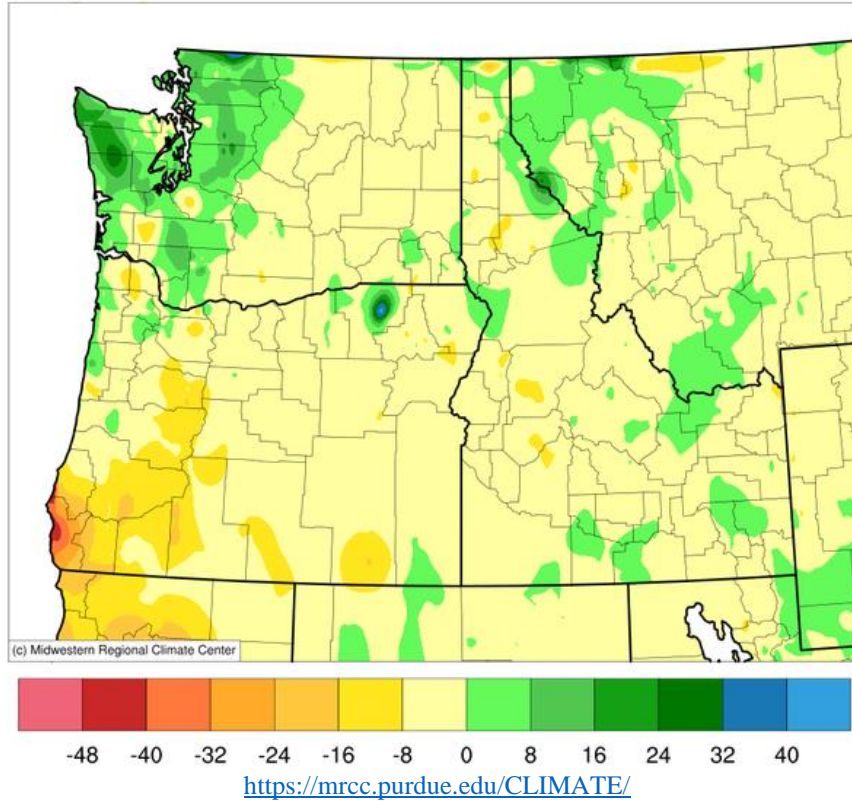 (c) Midwestern Regional Climate Center
-48 -40 -32 -24 -16 -8 0 8 16 24 32 40
https://mrcc.purdue.edu/CLIMATE/